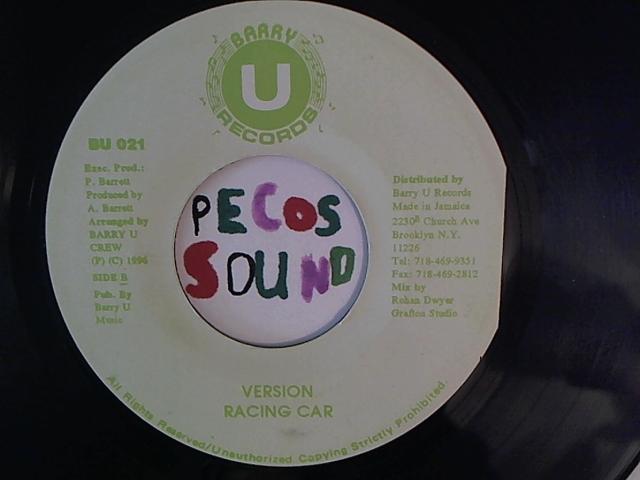 BARRY
U
RECORDS
BU 021
Exec. Prod.:
P. Barrett
Produced by
A. Barrett
Arranged by
BARRY U
CREW
(P) (C) 1996
SIDE B
Pub. By
Barry U
Music
PECOS
SOUND
Distributed by
Barry U Records
Made in Jamaica
2230B Church Ave
Brooklyn N.Y.
11226
Tel: 718-469-9351
Fax: 718-469-2812
Mix by
Rohan Dwyer
Grafton Studio
VERSION
RACING CAR
All Rights Reserved/Unauthorized Copying Strictly Prohibited.